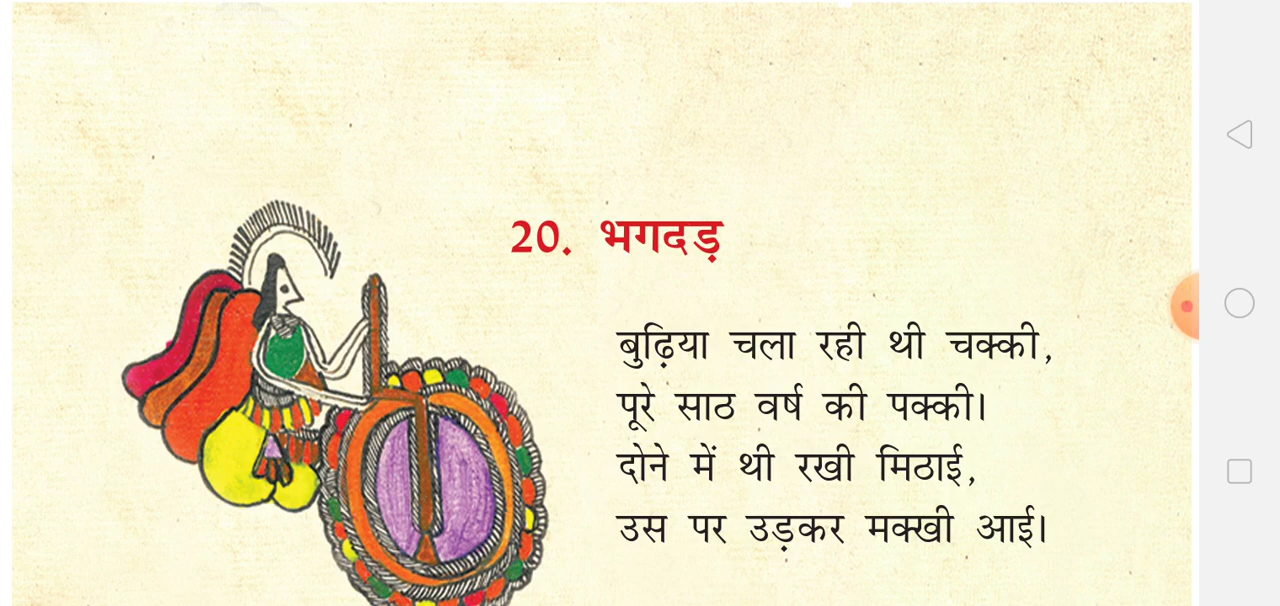 20. भगदड़
बुढ़िया चला रही थी चक्की,
पूरे साठ वर्ष की पक्की।
दोने में थी रखी मिठाई,
उस पर उड़कर मक्खी आई।